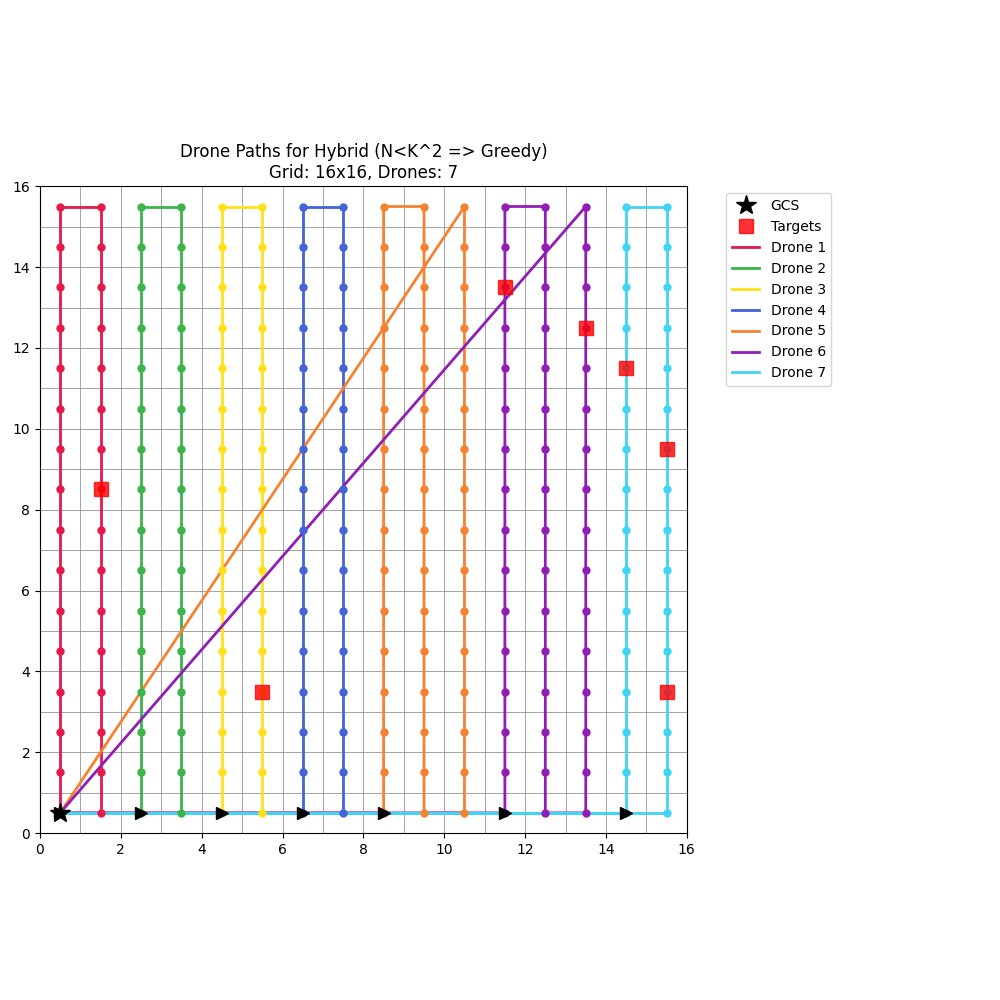 Drone Paths for Hybrid (N<K^2 => Greedy)
Grid: 16x16, Drones: 7
16
14
12
10
8
6
4
2
0
0 2 4 6 8 10 12 14 16
GCS
Targets
Drone 1
Drone 2
Drone 3
Drone 4
Drone 5
Drone 6
Drone 7